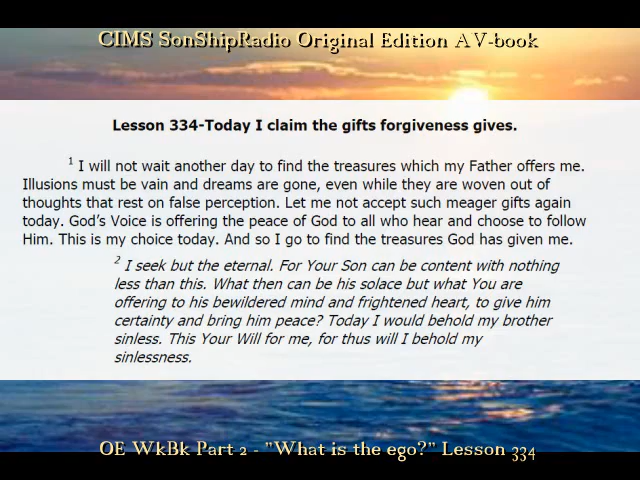 CIMS SonShipRadio Original Edition AV-book
Lesson 334-Today I claim the gifts forgiveness gives.
1 I will not wait another day to find the treasures which my Father offers me.
Illusions must be vain and dreams are gone, even while they are woven out of
thoughts that rest on false perception. Let me not accept such meager gifts again
today. God's Voice is offering the peace of God to all who hear and choose to follow
Him. This is my choice today. And so I go to find the treasures God has given me.
2 I seek but the eternal. For Your Son can be content with nothing
less than this. What then can be his solace but what You are
offering to his bewildered mind and frightened heart, to give him
certainty and bring him peace? Today I would behold my brother
sinless. This Your Will for me, for thus will I behold my
sinlessness.
OE WkBk Part 2 - "What is the ego?" Lesson 334